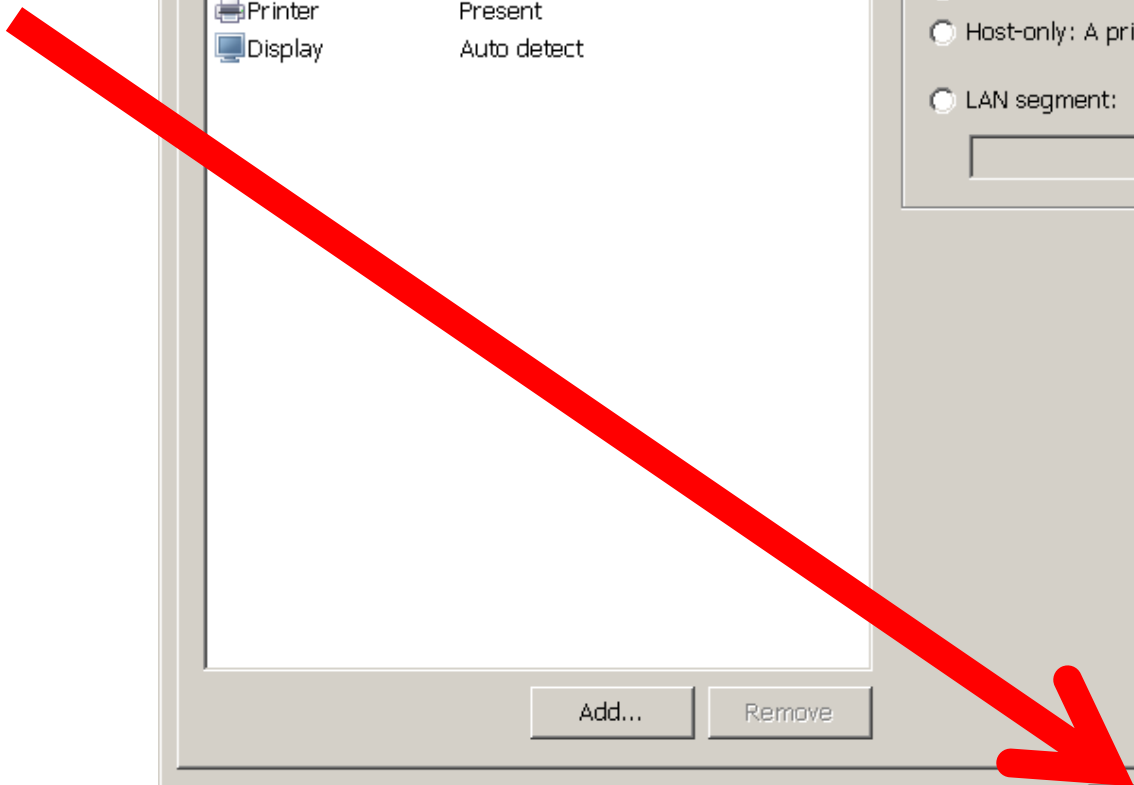 Printer Present
Display Auto detect
Host-only: A pri
LAN segment:
Add... Remove